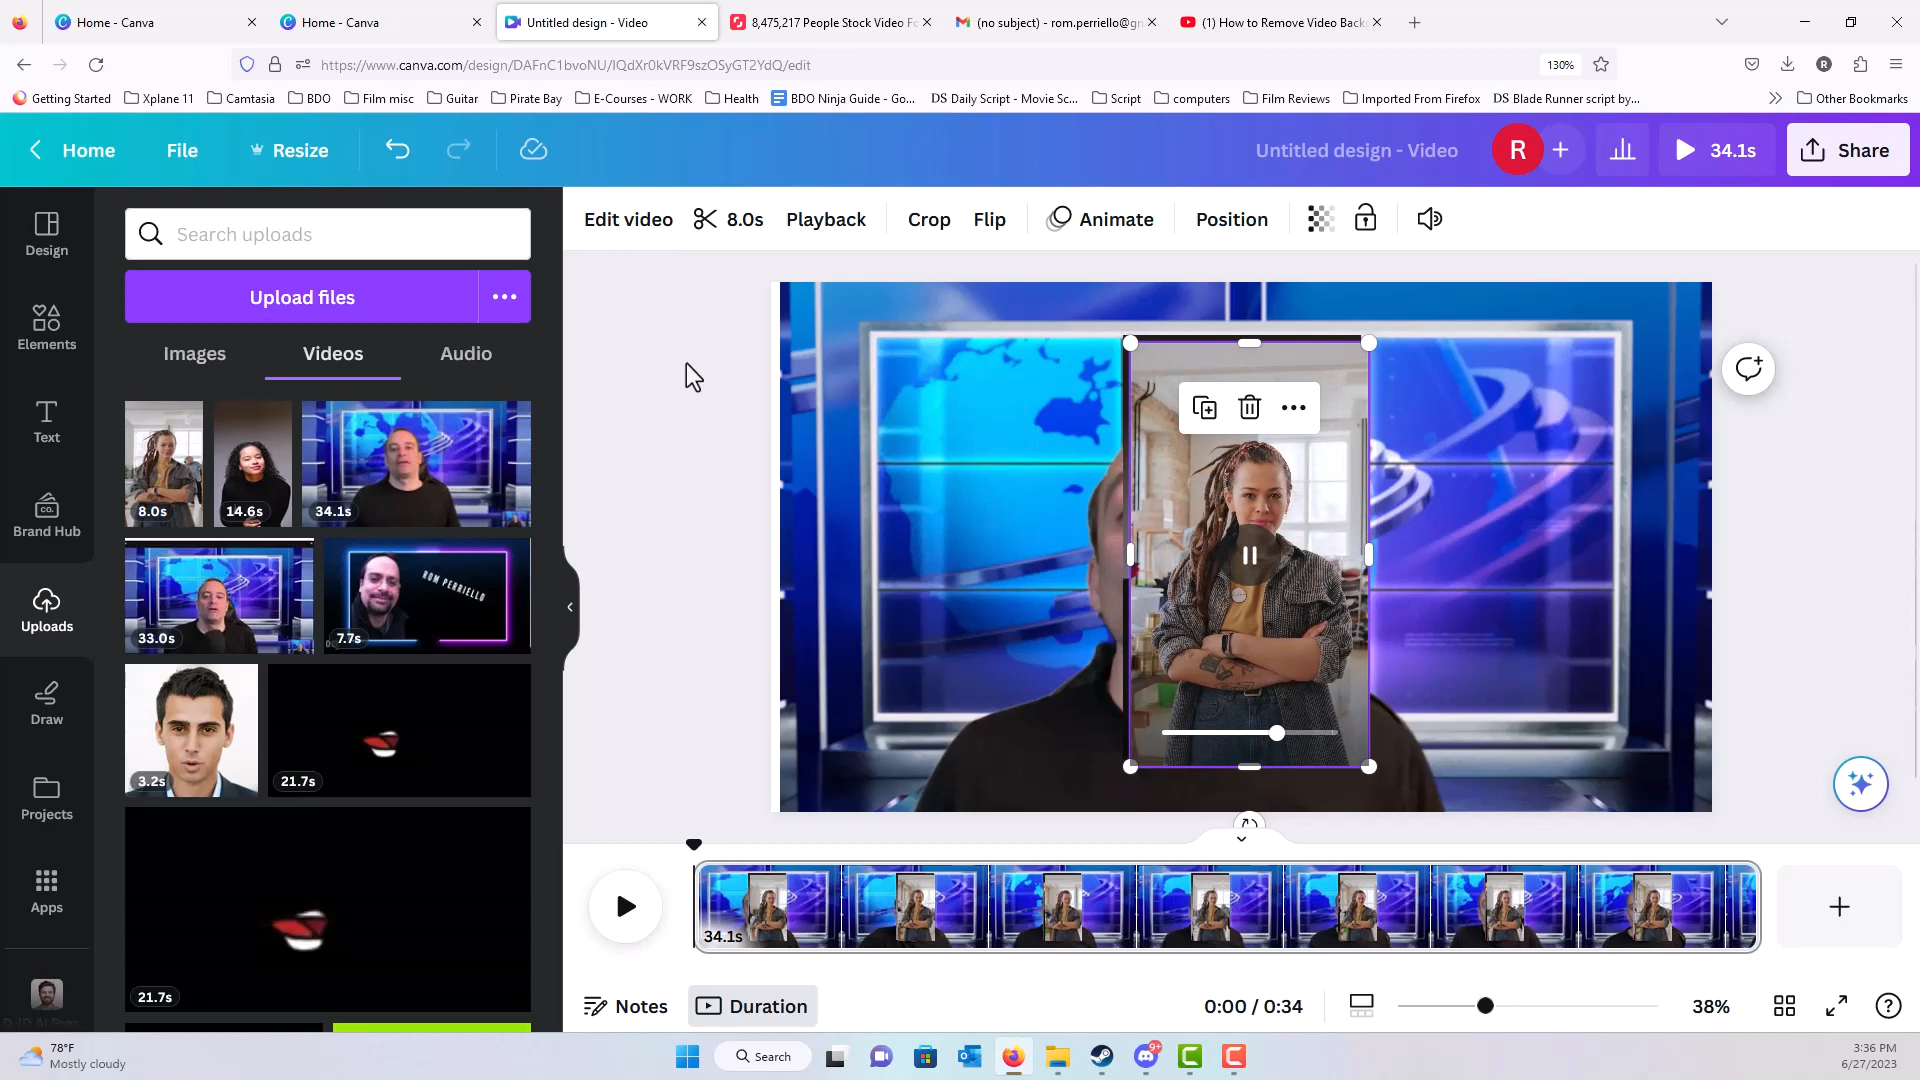 Home - Canva
Home - Canva
Untitled design - Video
8,475,217 People Stock Video Fo
(no subject) - rom.perriello@gn
(1) How to Remove Video Back
https://www.canva.com/design/DAFnC1bvoNU/IQdXr0kVRF9szOSyGT2YdQ/edit
130%
R
Getting Started
Xplane 11
Camtasia
BDO
Film misc
Guitar
Pirate Bay
E-Courses - WORK
Health
BDO Ninja Guide - Go...
DS Daily Script - Movie Sc...
Script
computers
Film Reviews
Imported From Firefox
DS Blade Runner script by...
Other Bookmarks
Home
File
Resize
Untitled design - Video
R
34.1s
Share
Design
Elements
Text
CO.
Brand Hub
Uploads
Draw
Projects
Apps
Search uploads
Upload files
Images
Videos
Audio
8.0s
14.6s
34.1s
33.0s
ROM PERRIELLO
7.7s
3.2s
21.7s
21.7s
Edit video
8.0s
Playback
Crop
Flip
Animate
Position
34.1s
Notes
Duration
0:00 / 0:34
38%
78°F
Mostly cloudy
Search
9+
3:36 PM
6/27/2023